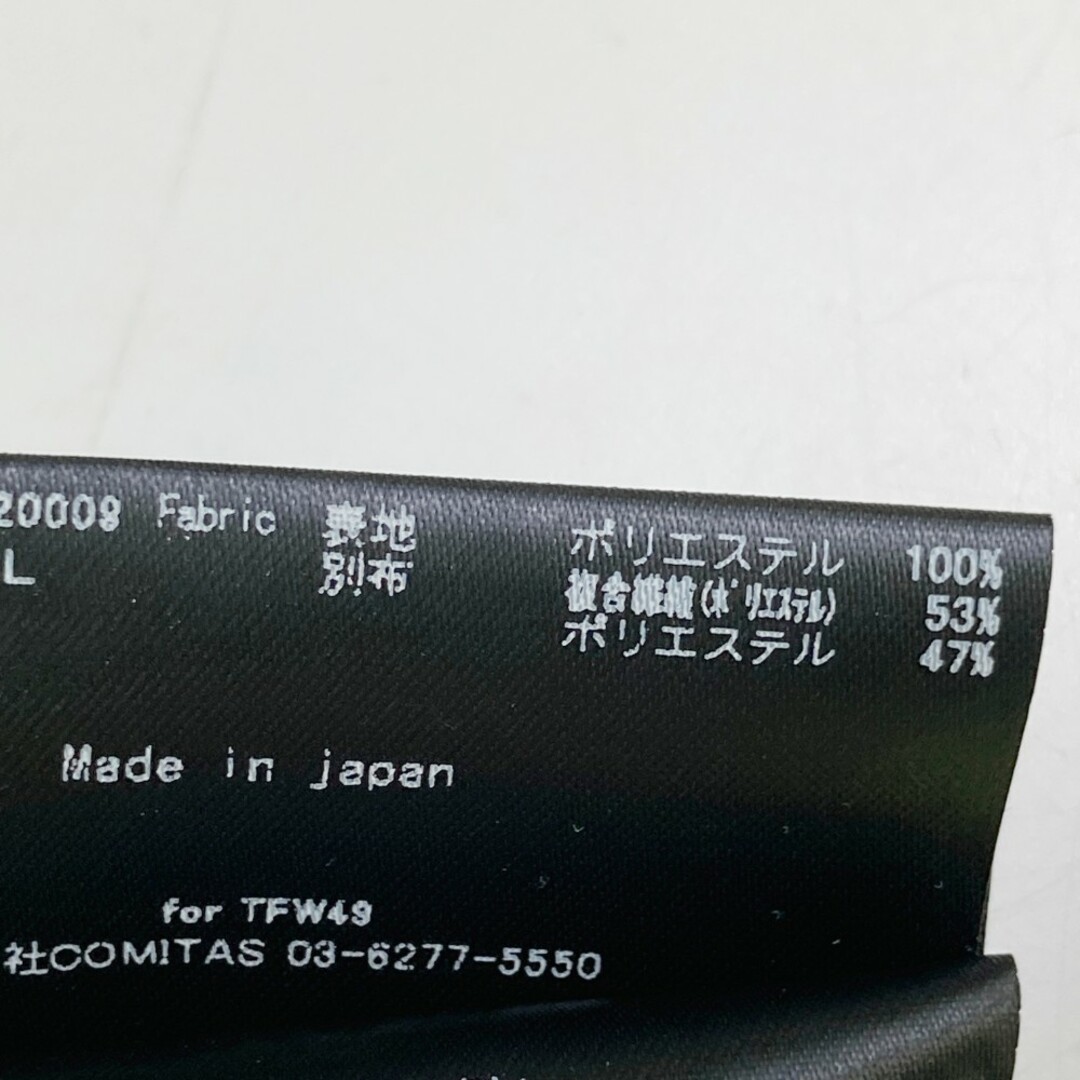 20009 Fabric 表地 ポリエステル 100%
L 別布 複合繊維(ポリエステル) 53%
ポリエステル 47%
Made in japan
for TFW49
社COMITAS 03-6277-5550